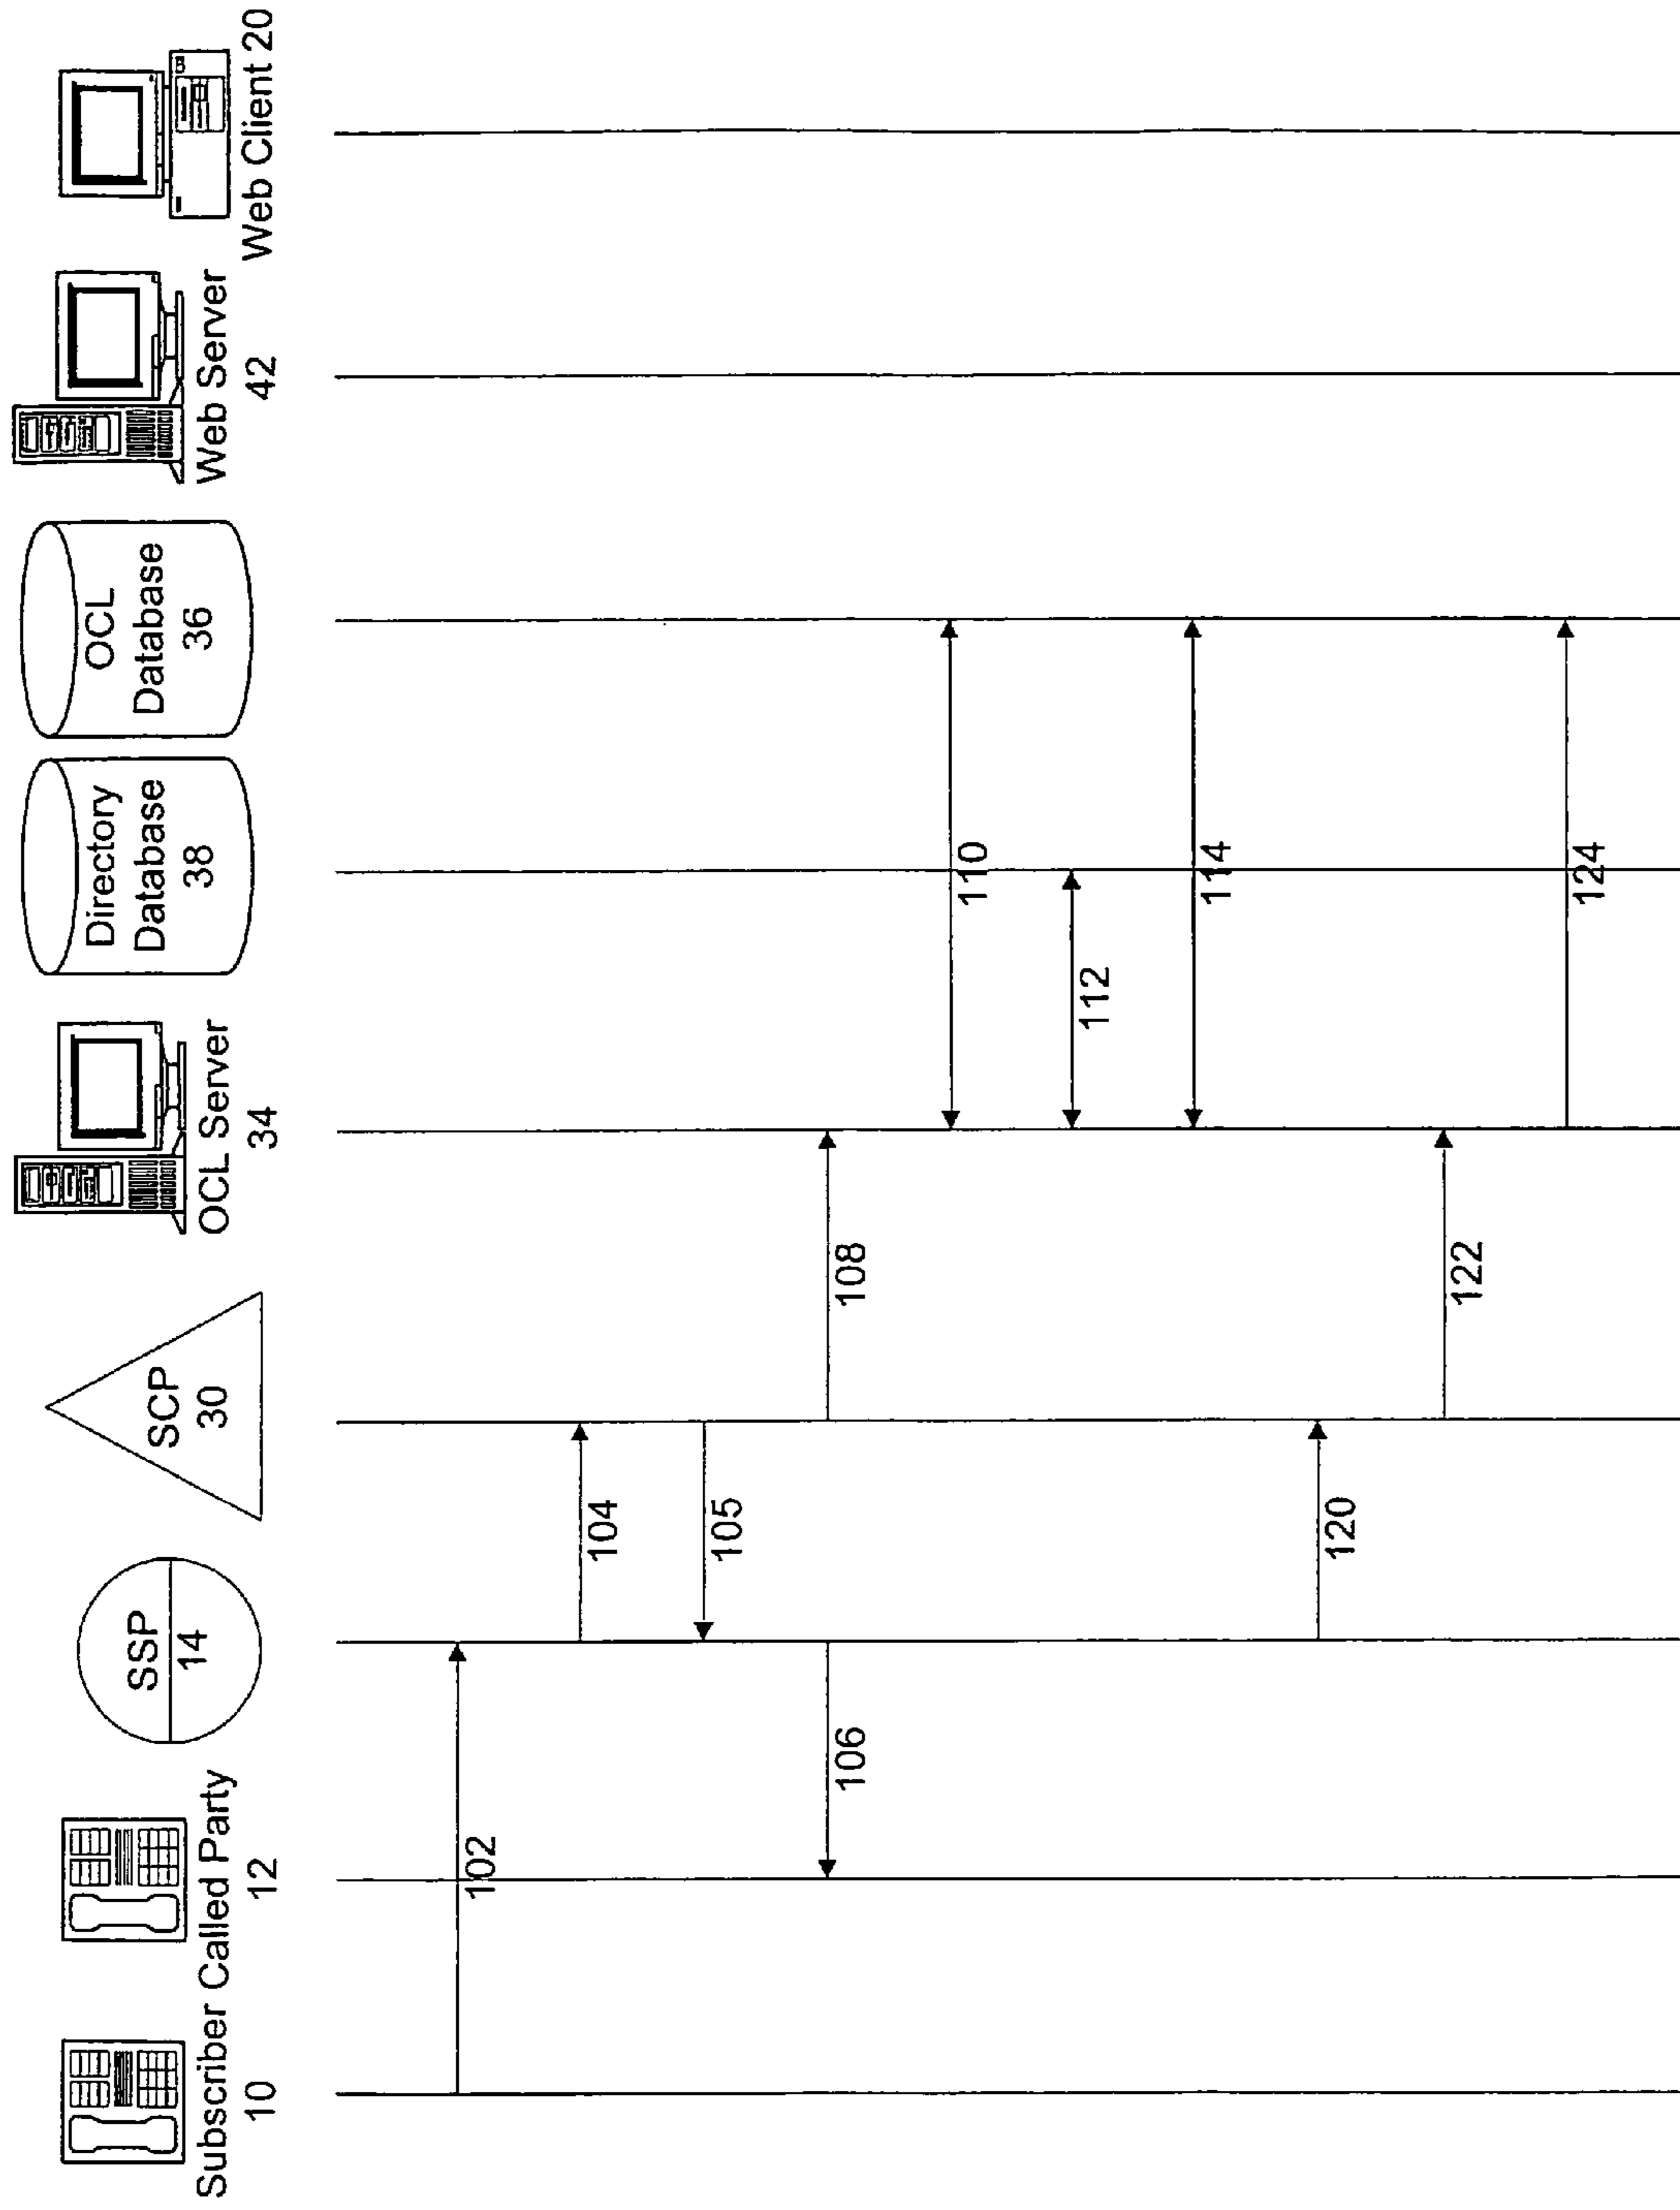 Subscriber
10
Called Party
12
SSP
14
SCP
30
OCL Server
34
Directory
Database
38
OCL
Database
36
Web Server
42
Web Client 20
102
104
105
106
108
110
112
114
120
122
124